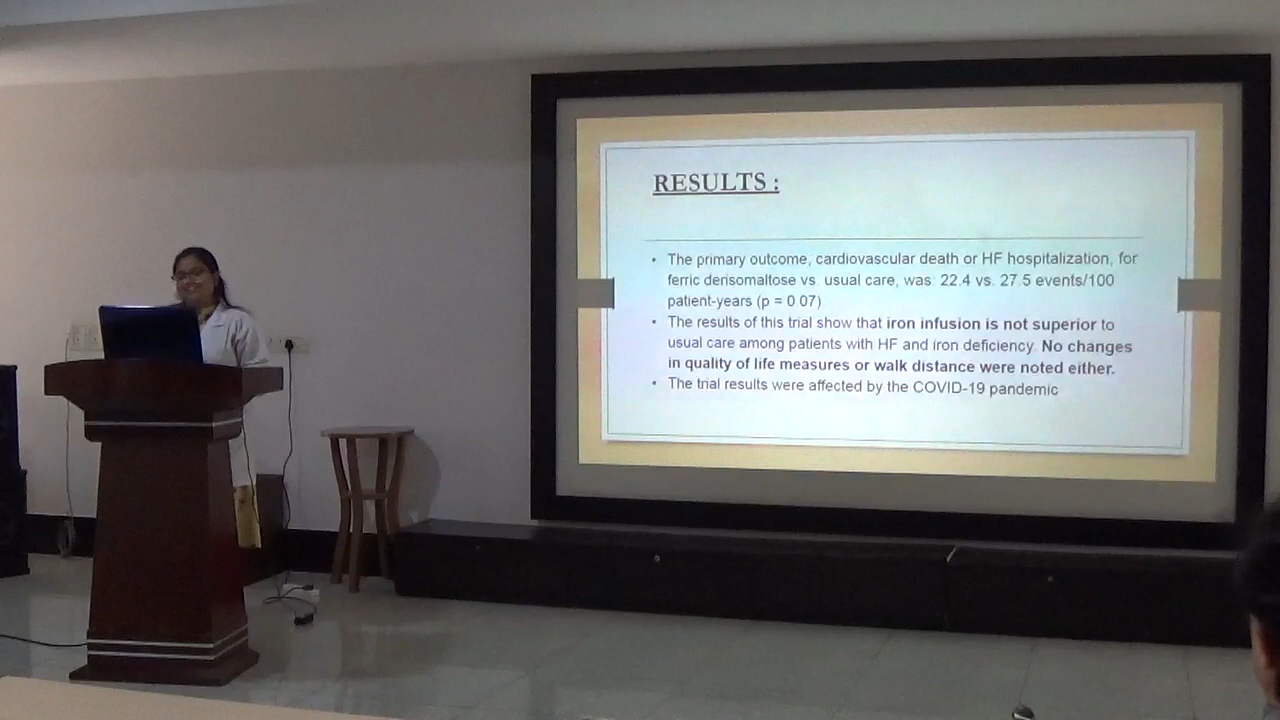 RESULTS :
• The primary outcome, cardiovascular death or HF hospitalization, for
ferric derisomaltose vs. usual care, was: 22.4 vs. 27.5 events/100
patient-years (p = 0.07)
• The results of this trial show that iron infusion is not superior to
usual care among patients with HF and iron deficiency. No changes
in quality of life measures or walk distance were noted either.
• The trial results were affected by the COVID-19 pandemic